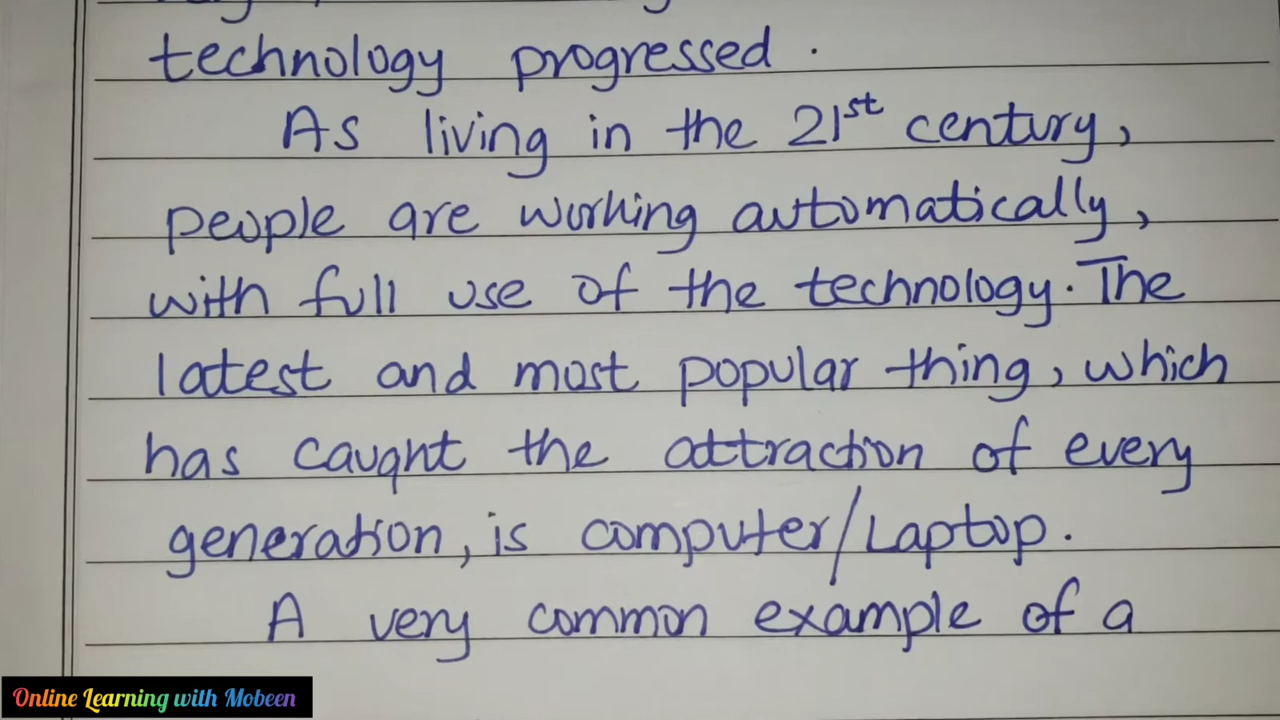 technology progressed.
As living in the 21st century,
people are working automatically,
with full use of the technology. The
latest and most popular thing, which
has caught the attraction of every
generation, is computer/Laptop.
A very common example of a
Online Learning with Mobeen